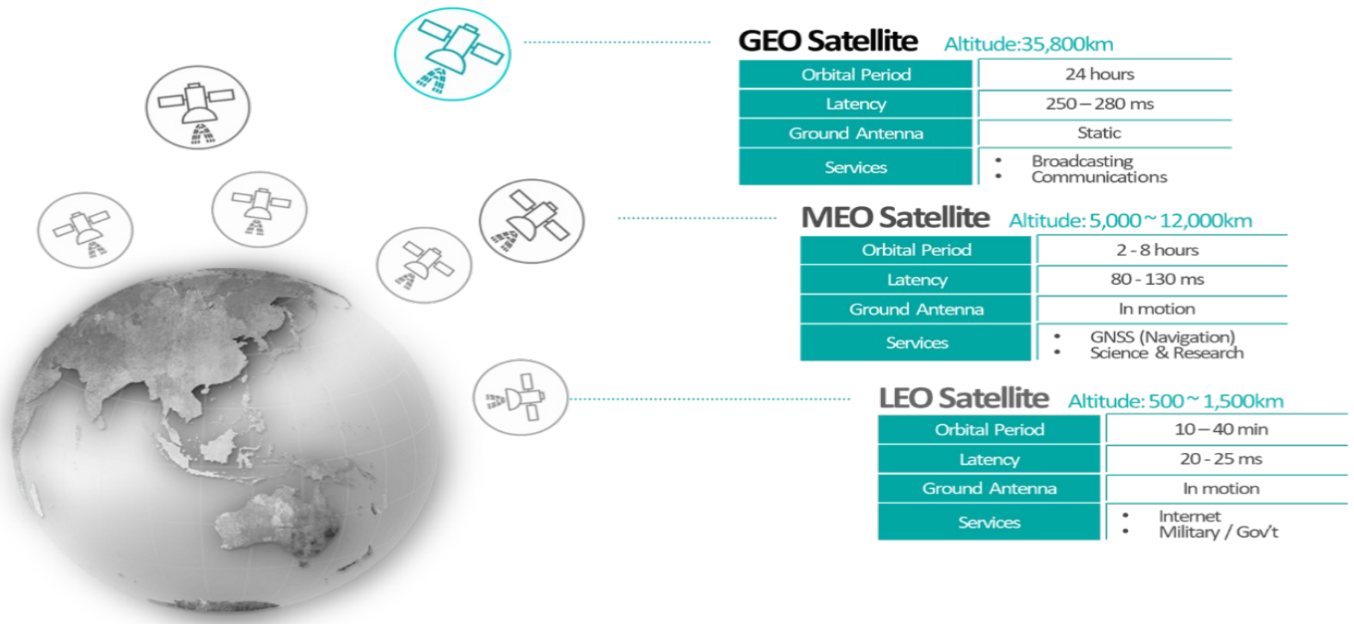 GEO Satellite Altitude:35,800km
Orbital Period 24 hours
Latency 250 – 280 ms
Ground Antenna Static
Services • Broadcasting
• Communications
MEO Satellite Altitude: 5,000 ~ 12,000km
Orbital Period 2 - 8 hours
Latency 80 - 130 ms
Ground Antenna In motion
Services • GNSS (Navigation)
• Science & Research
LEO Satellite Altitude: 500 ~ 1,500km
Orbital Period 10 – 40 min
Latency 20 - 25 ms
Ground Antenna In motion
Services • Internet
• Military / Gov't